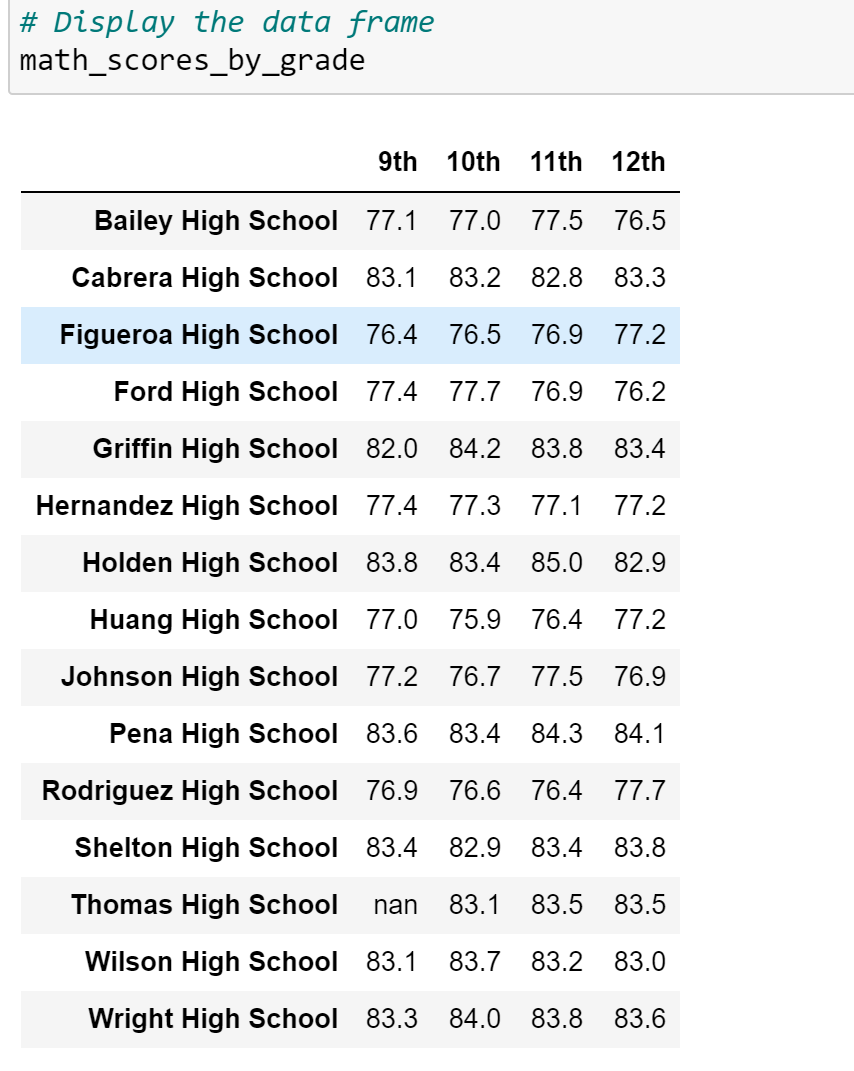 # Display the data frame
math_scores_by_grade
9th 10th 11th 12th
Bailey High School 77.1 77.0 77.5 76.5
Cabrera High School 83.1 83.2 82.8 83.3
Figueroa High School 76.4 76.5 76.9 77.2
Ford High School 77.4 77.7 76.9 76.2
Griffin High School 82.0 84.2 83.8 83.4
Hernandez High School 77.4 77.3 77.1 77.2
Holden High School 83.8 83.4 85.0 82.9
Huang High School 77.0 75.9 76.4 77.2
Johnson High School 77.2 76.7 77.5 76.9
Pena High School 83.6 83.4 84.3 84.1
Rodriguez High School 76.9 76.6 76.4 77.7
Shelton High School 83.4 82.9 83.4 83.8
Thomas High School nan 83.1 83.5 83.5
Wilson High School 83.1 83.7 83.2 83.0
Wright High School 83.3 84.0 83.8 83.6